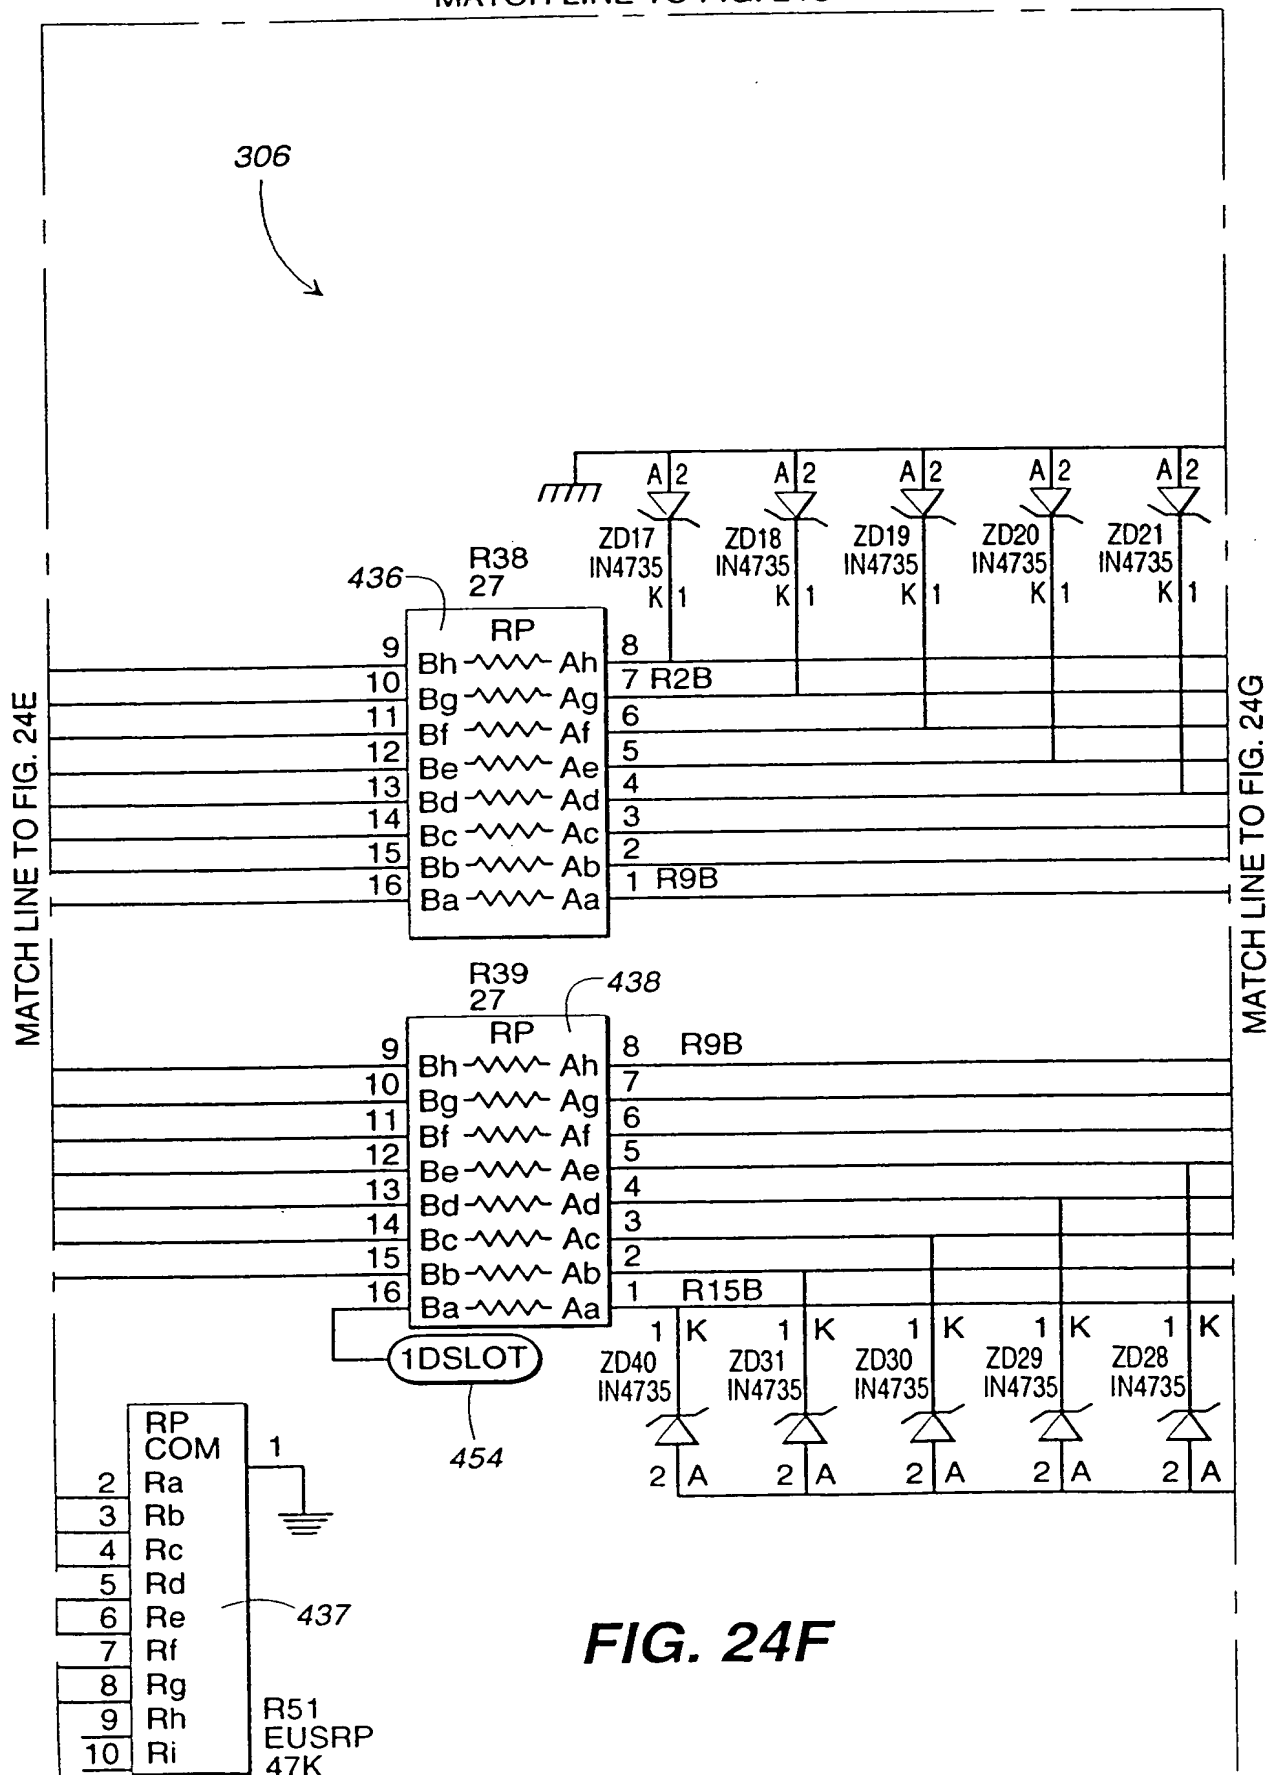 MATCH LINE TO FIG.
306
A 2 A 2 A 2 A 2 A 2
ZD17 ZD18 ZD19 ZD20 ZD21
IN4735 IN4735 IN4735 IN4735 IN4735
K 1 K 1 K 1 K 1 K 1
R38
27
436
RP
9 Bh Ah 8
10 Bg Ag 7 R2B
11 Bf Af 6
12 Be Ae 5
13 Bd Ad 4
14 Bc Ac 3
15 Bb Ab 2
16 Ba Aa 1 R9B
MATCH LINE TO FIG. 24E
MATCH LINE TO FIG. 24G
R39
27
438
RP
9 Bh Ah 8 R9B
10 Bg Ag 7
11 Bf Af 6
12 Be Ae 5
13 Bd Ad 4
14 Bc Ac 3
15 Bb Ab 2
16 Ba Aa 1 R15B
1DSLOT
454
1 K 1 K 1 K 1 K 1 K
ZD40 ZD31 ZD30 ZD29 ZD28
IN4735 IN4735 IN4735 IN4735 IN4735
2 A 2 A 2 A 2 A 2 A
RP
COM 1
2 Ra
3 Rb
4 Rc
5 Rd
6 Re
7 Rf
8 Rg
9 Rh
10 Ri
437
R51
EUSRP
47K
FIG. 24F